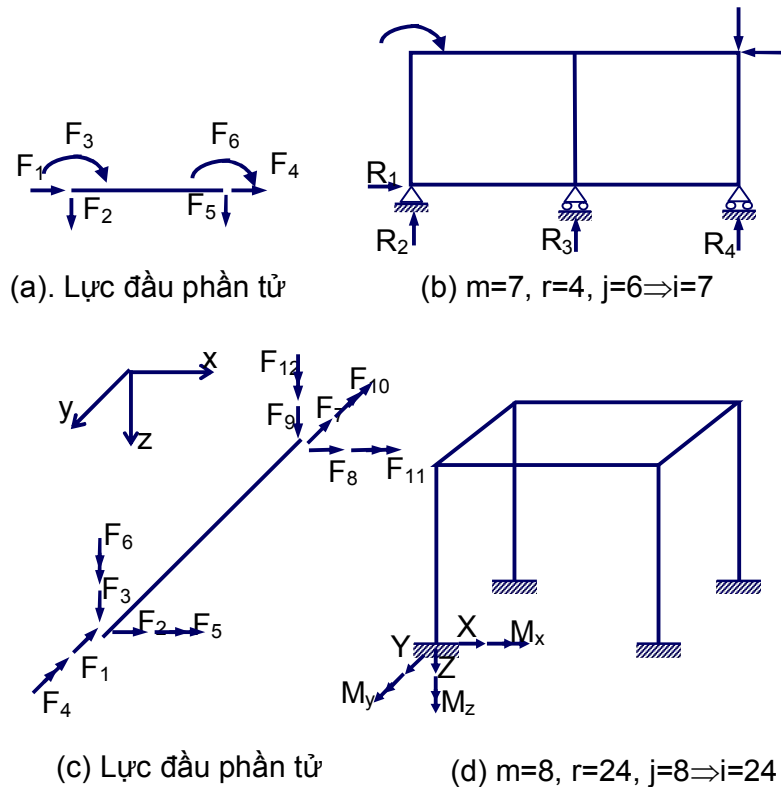 F₃
F₆
F₁
F₄
F₂
F₅
(a). Lực đầu phần tử
R₁
R₂
R₃
R₄
(b) m=7, r=4, j=6⇒i=7
x
y
z
F₁₂
F₁₀
F₉
F₇
F₈
F₁₁
F₆
F₃
F₂
F₅
F₁
F₄
(c) Lực đầu phần tử
X
Mₓ
Y
Z
M_y
M_z
(d) m=8, r=24, j=8⇒i=24